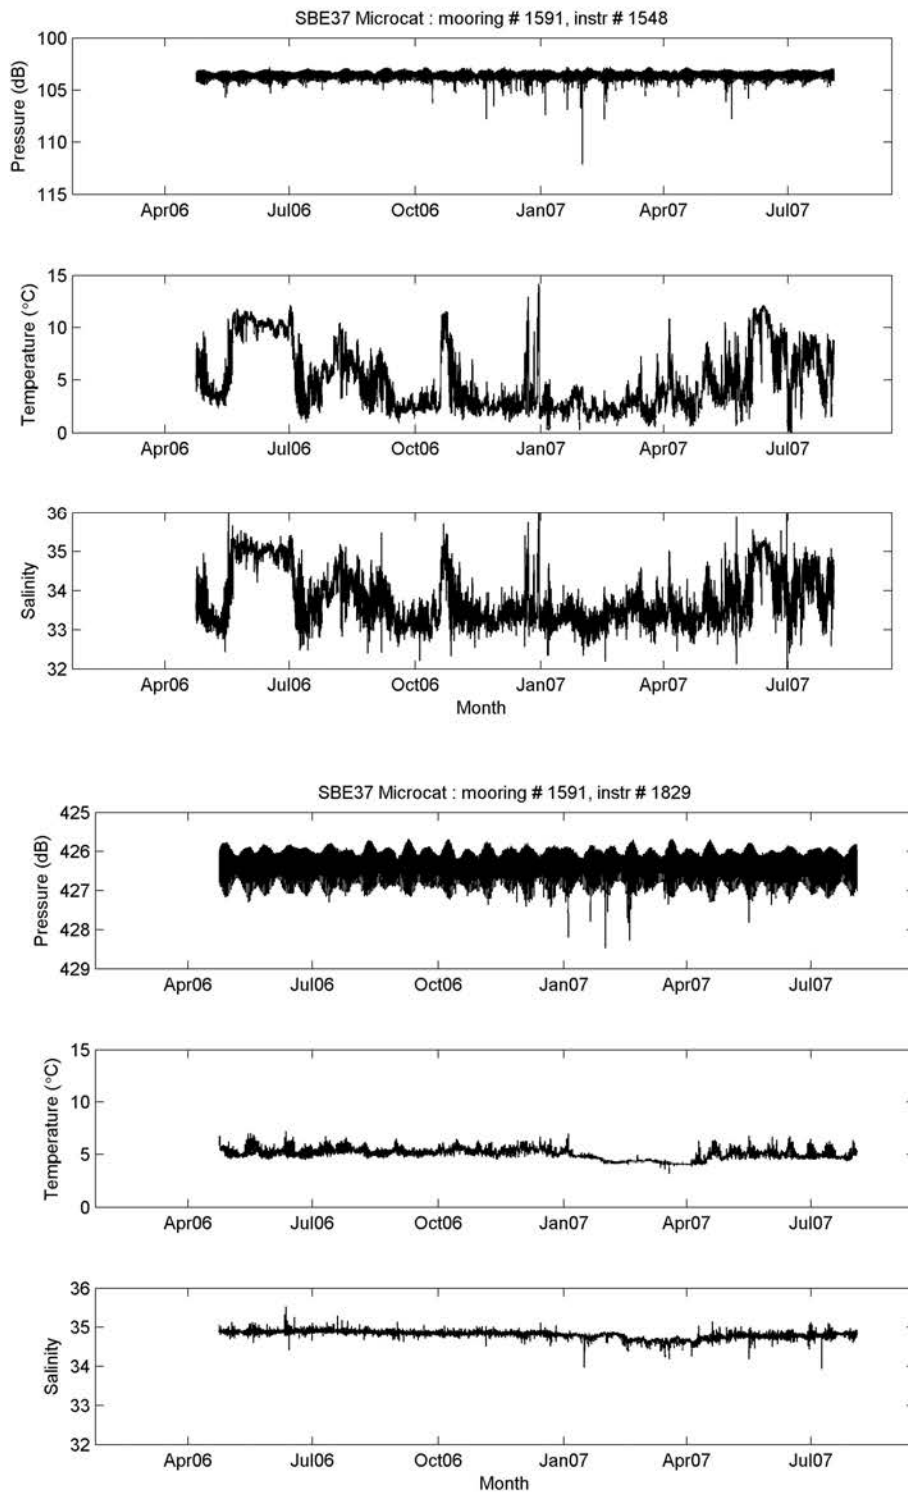 SBE37 Microcat : mooring # 1591, instr # 1548
100
105
110
115
Pressure (dB)
Apr06 Jul06 Oct06 Jan07 Apr07 Jul07
15
10
5
0
Temperature (°C)
Apr06 Jul06 Oct06 Jan07 Apr07 Jul07
36
35
34
33
32
Salinity
Apr06 Jul06 Oct06 Jan07 Apr07 Jul07
Month
SBE37 Microcat : mooring # 1591, instr # 1829
425
426
427
428
429
Pressure (dB)
Apr06 Jul06 Oct06 Jan07 Apr07 Jul07
15
10
5
0
Temperature (°C)
Apr06 Jul06 Oct06 Jan07 Apr07 Jul07
36
35
34
33
32
Salinity
Apr06 Jul06 Oct06 Jan07 Apr07 Jul07
Month